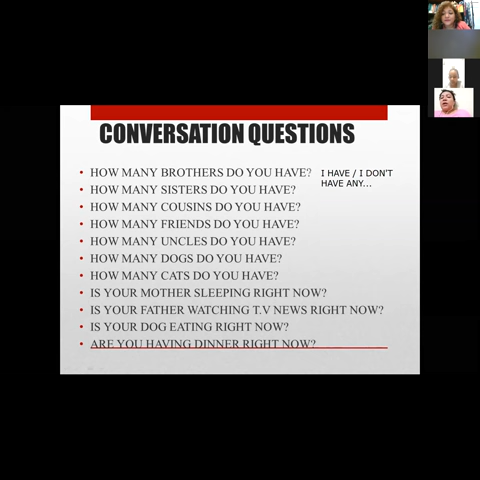 CONVERSATION QUESTIONS
HOW MANY BROTHERS DO YOU HAVE?
I HAVE / I DON'T
HAVE ANY...
HOW MANY SISTERS DO YOU HAVE?
HOW MANY COUSINS DO YOU HAVE?
HOW MANY FRIENDS DO YOU HAVE?
HOW MANY UNCLES DO YOU HAVE?
HOW MANY DOGS DO YOU HAVE?
HOW MANY CATS DO YOU HAVE?
IS YOUR MOTHER SLEEPING RIGHT NOW?
IS YOUR FATHER WATCHING T.V NEWS RIGHT NOW?
IS YOUR DOG EATING RIGHT NOW?
ARE YOU HAVING DINNER RIGHT NOW?